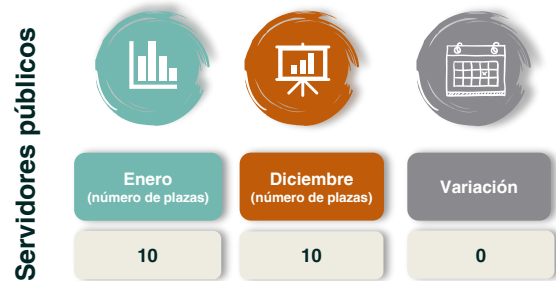 Servidores públicos
Enero
(número de plazas)
Diciembre
(número de plazas)
Variación
10
10
0